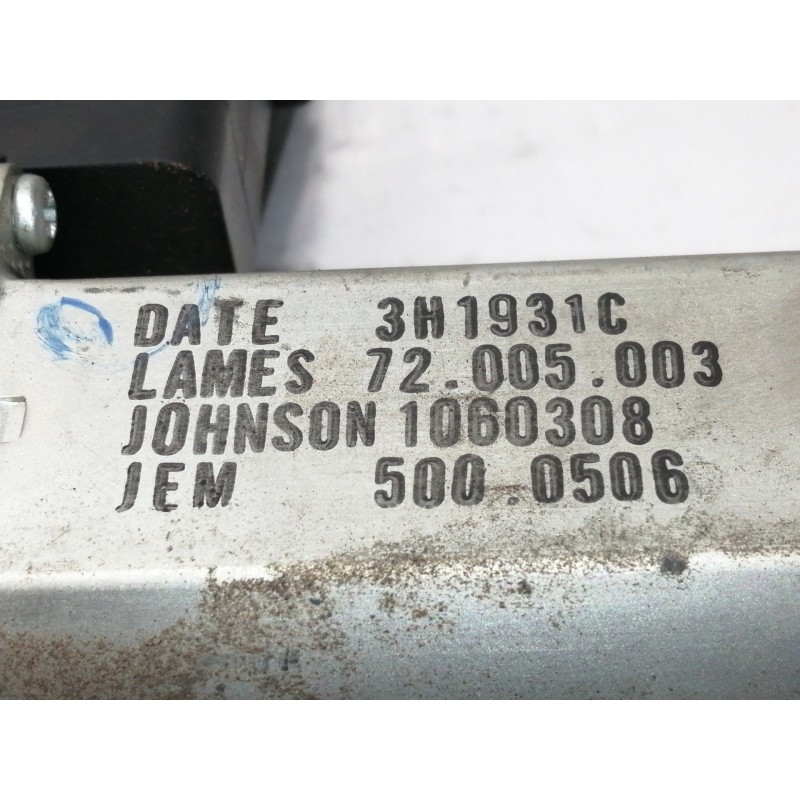 DATE 3H1931C
LAMES 72.005.003
JOHNSON 1060308
JEM 500.0506